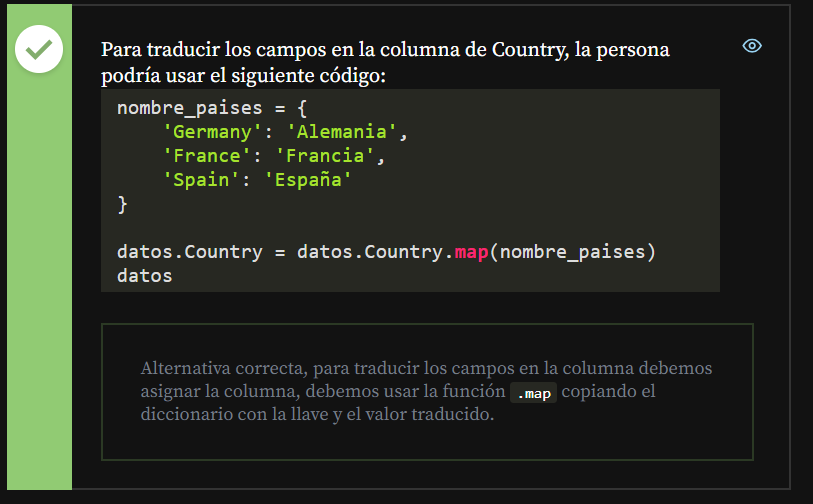 Para traducir los campos en la columna de Country, la persona
podría usar el siguiente código:
nombre_paises = {
    'Germany': 'Alemania',
    'France': 'Francia',
    'Spain': 'España'
}
datos.Country = datos.Country.map(nombre_paises)
datos
Alternativa correcta, para traducir los campos en la columna debemos
asignar la columna, debemos usar la función .map copiando el
diccionario con la llave y el valor traducido.